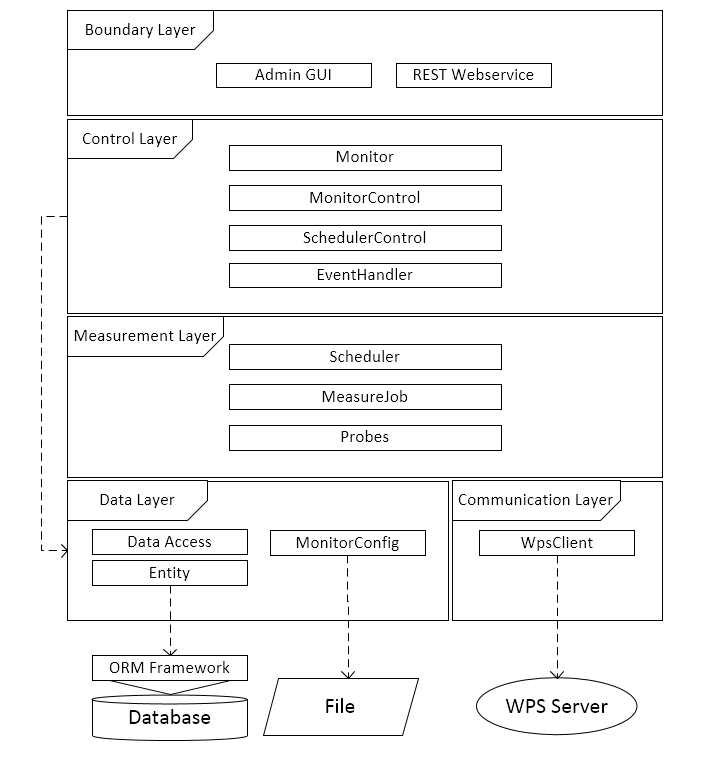 Boundary Layer
Admin GUI
REST Webservice
Control Layer
Monitor
MonitorControl
SchedulerControl
EventHandler
Measurement Layer
Scheduler
MeasureJob
Probes
Data Layer
Data Access
Entity
MonitorConfig
Communication Layer
WpsClient
ORM Framework
Database
File
WPS Server